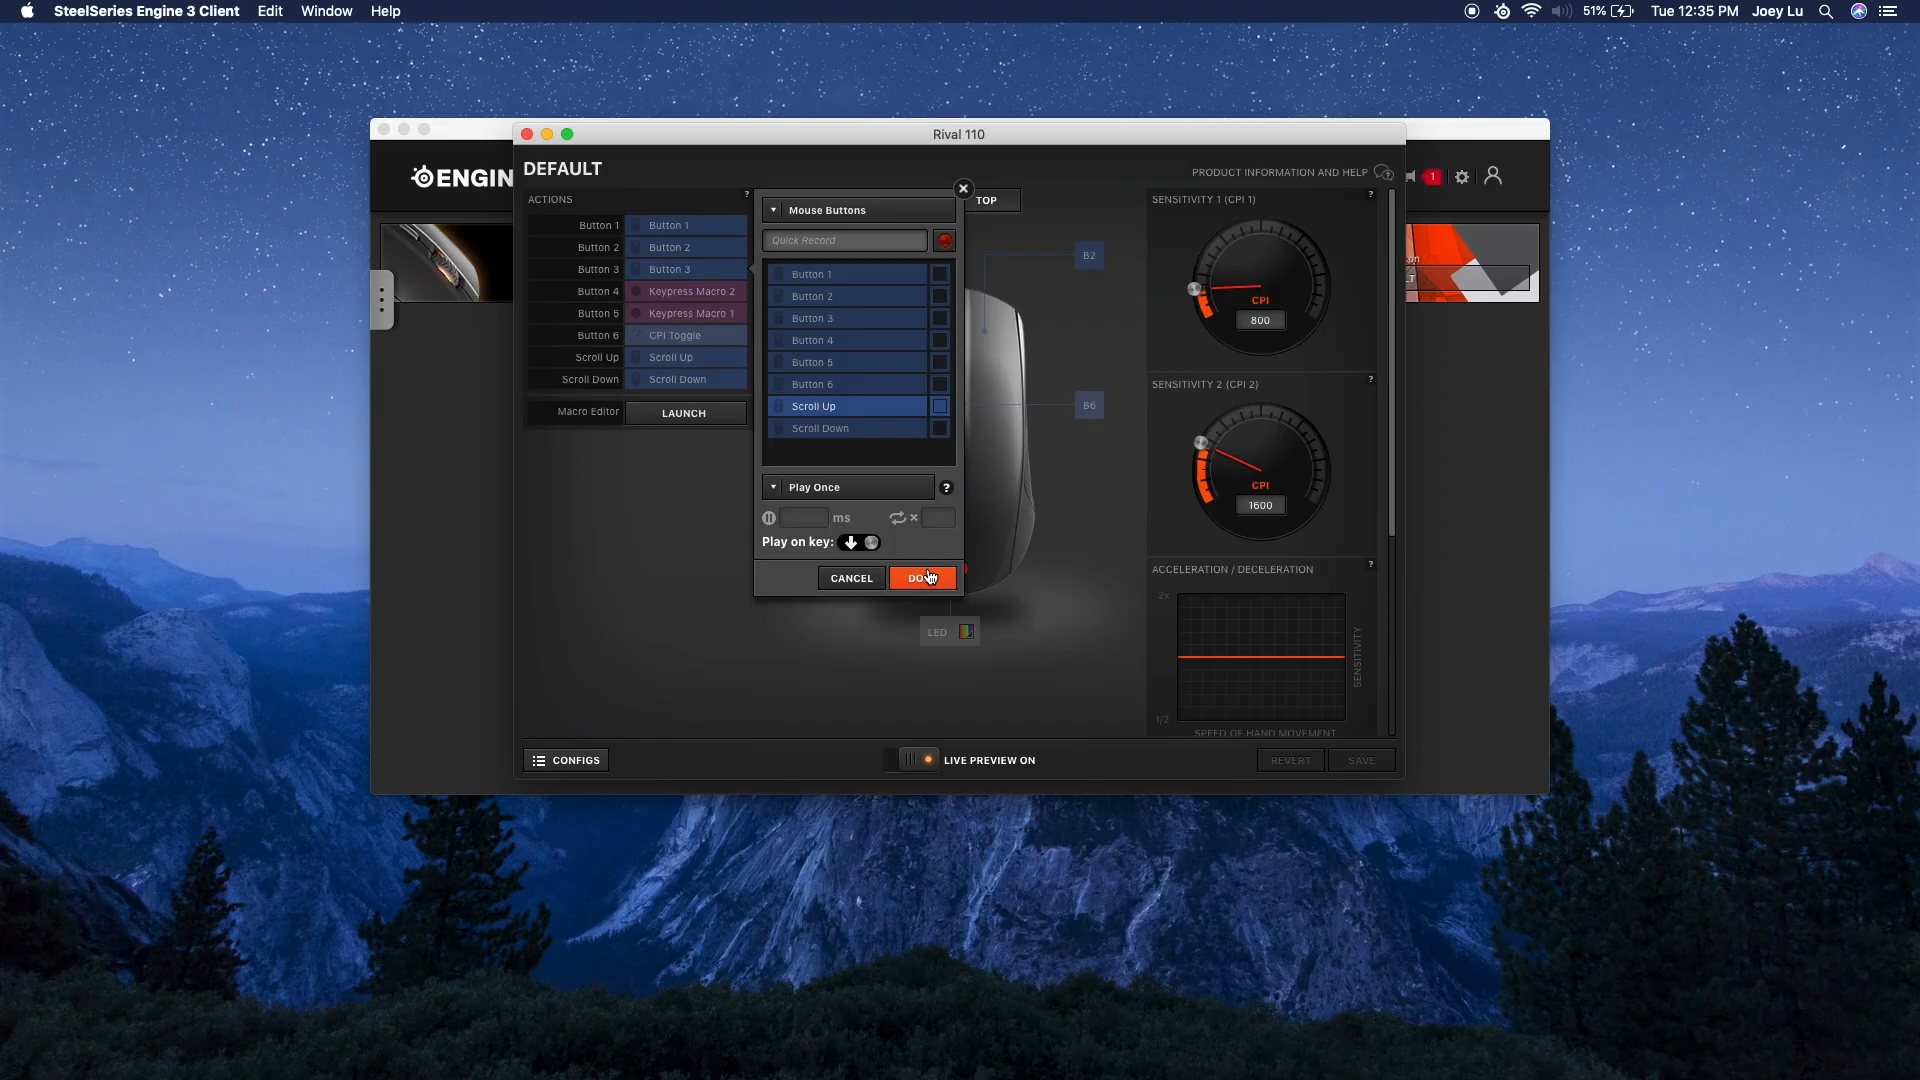 SteelSeries Engine 3 Client Edit Window Help
51% Tue 12:35 PM Joey Lu
Rival 110
ENGIN
DEFAULT
PRODUCT INFORMATION AND HELP ?
1
ACTIONS ?
Button 1 Button 1
Button 2 Button 2
Button 3 Button 3
Button 4 Keypress Macro 2
Button 5 Keypress Macro 1
Button 6 CPI Toggle
Scroll Up Scroll Up
Scroll Down Scroll Down
Macro Editor LAUNCH
Mouse Buttons
Quick Record
Button 1
Button 2
Button 3
Button 4
Button 5
Button 6
Scroll Up
Scroll Down
Play Once ?
ms ×
Play on key:
CANCEL
TOP
B2
B6
LED
SENSITIVITY 1 (CPI 1) ?
CPI
800
SENSITIVITY 2 (CPI 2) ?
CPI
1600
ACCELERATION / DECELERATION ?
2x
SENSITIVITY
1/2
SPEED OF HAND MOVEMENT
CONFIGS
LIVE PREVIEW ON
REVERT SAVE